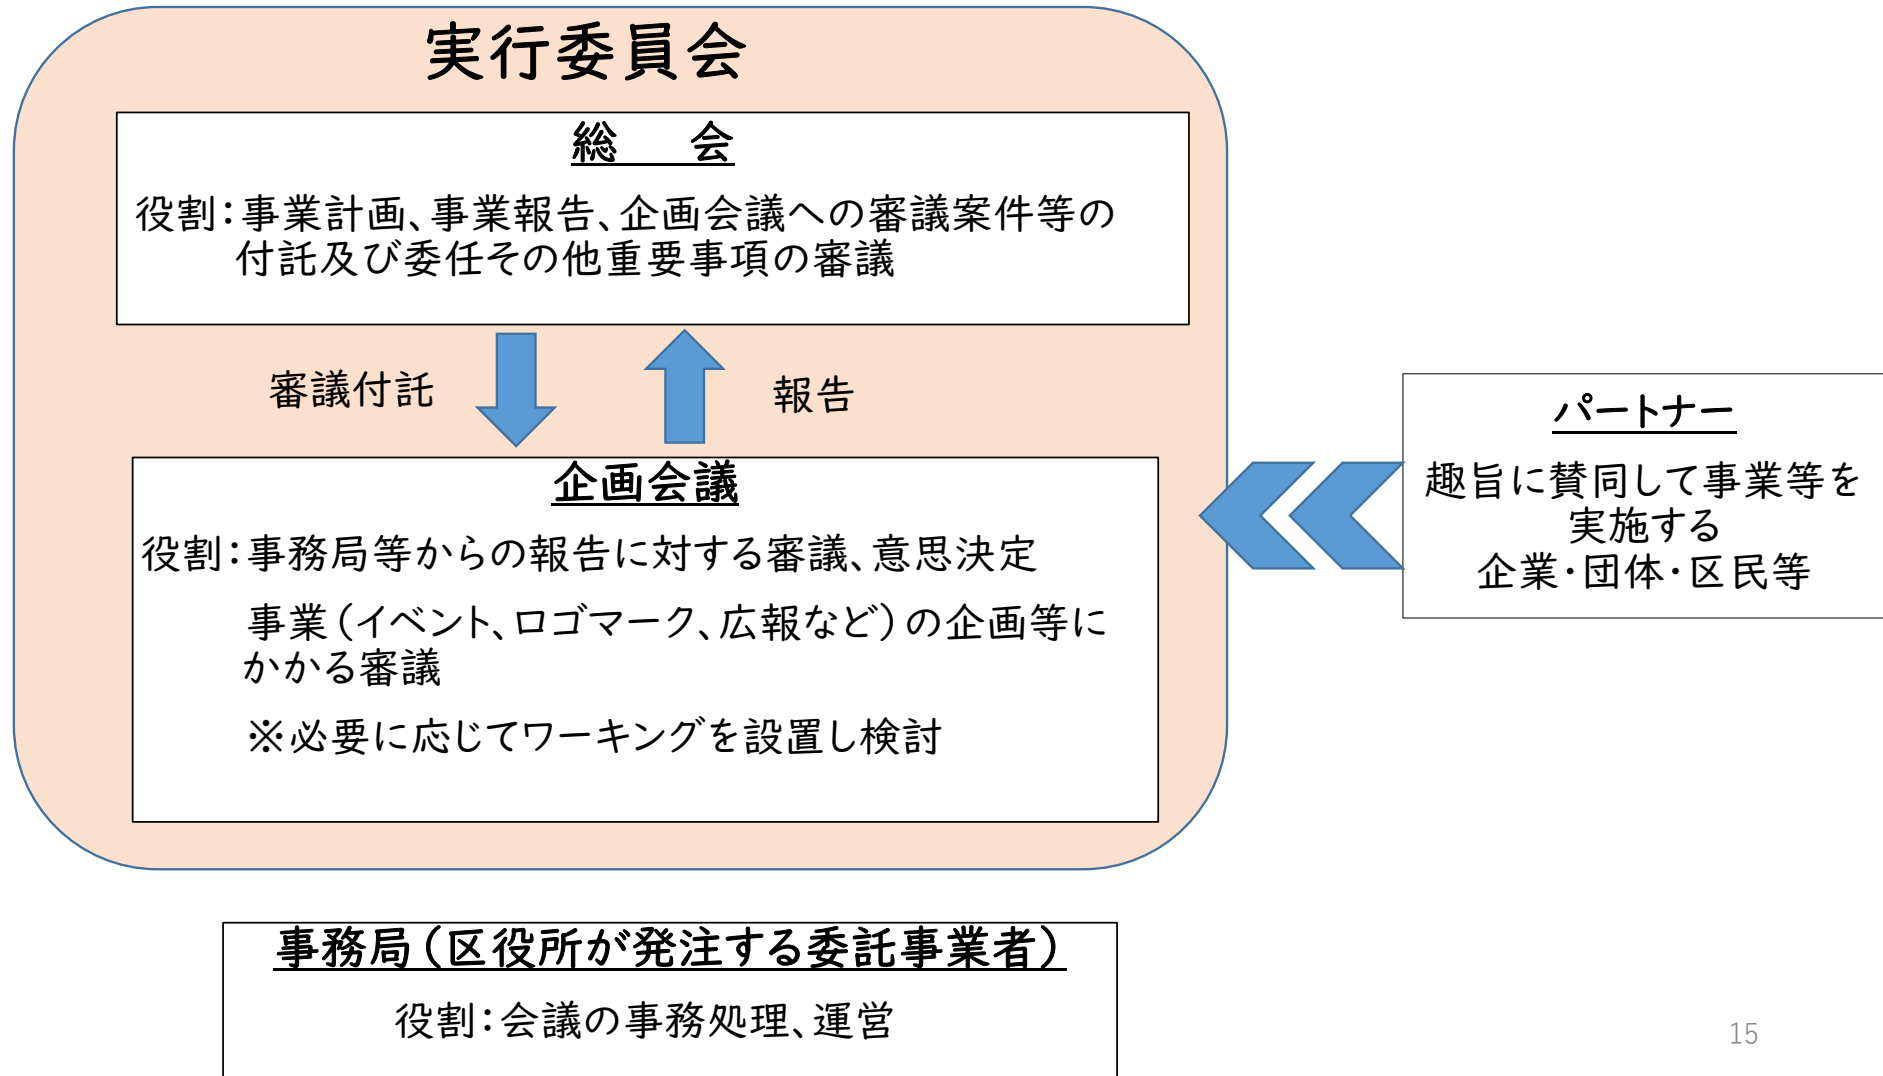 実行委員会
総　会
役割：事業計画、事業報告、企画会議への審議案件等の
付託及び委任その他重要事項の審議
審議付託
報告
企画会議
役割：事務局等からの報告に対する審議、意思決定
事業（イベント、ロゴマーク、広報など）の企画等に
かかる審議
※必要に応じてワーキングを設置し検討
パートナー
趣旨に賛同して事業等を
実施する
企業・団体・区民等
事務局（区役所が発注する委託事業者）
役割：会議の事務処理、運営
15